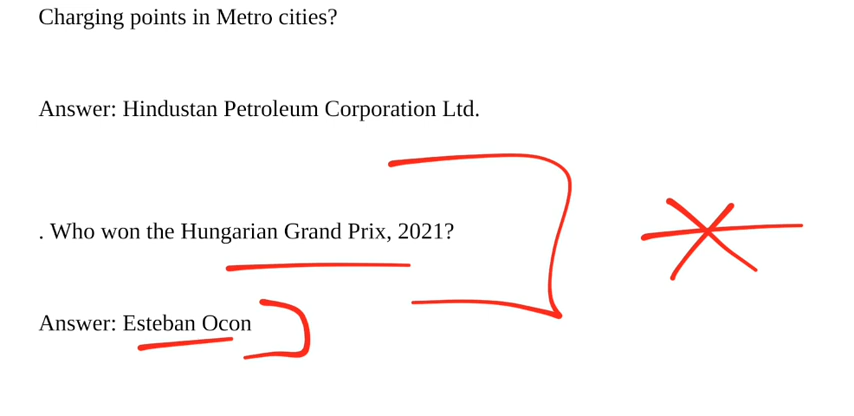 Charging points in Metro cities?
Answer: Hindustan Petroleum Corporation Ltd.
. Who won the Hungarian Grand Prix, 2021?
Answer: Esteban Ocon